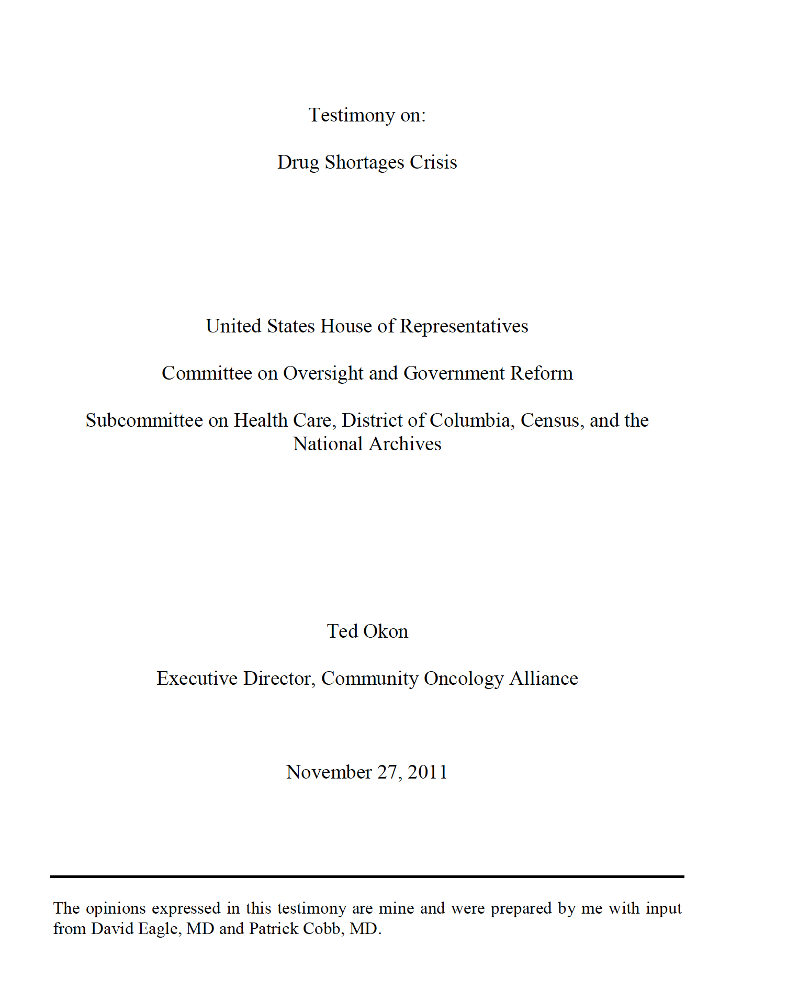 Testimony on:
Drug Shortages Crisis
United States House of Representatives
Committee on Oversight and Government Reform
Subcommittee on Health Care, District of Columbia, Census, and the
National Archives
Ted Okon
Executive Director, Community Oncology Alliance
November 27, 2011
The opinions expressed in this testimony are mine and were prepared by me with input
from David Eagle, MD and Patrick Cobb, MD.